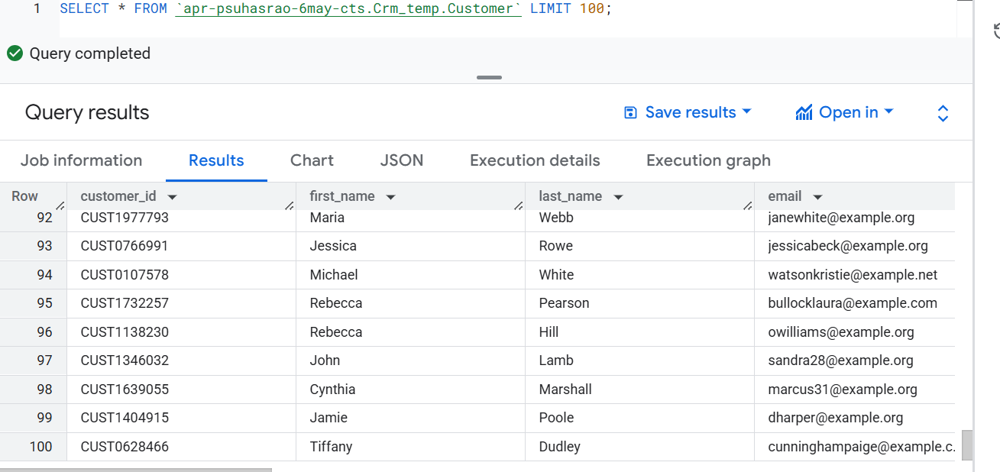 1 SELECT * FROM `apr-psuhasrao-6may-cts.Crm_temp.Customer` LIMIT 100;
Query completed
Query results Save results Open in
Job information Results Chart JSON Execution details Execution graph
Row customer_id first_name last_name email
92 CUST1977793 Maria Webb janewhite@example.org
93 CUST0766991 Jessica Rowe jessicabeck@example.org
94 CUST0107578 Michael White watsonkristie@example.net
95 CUST1732257 Rebecca Pearson bullocklaura@example.com
96 CUST1138230 Rebecca Hill owilliams@example.org
97 CUST1346032 John Lamb sandra28@example.org
98 CUST1639055 Cynthia Marshall marcus31@example.org
99 CUST1404915 Jamie Poole dharper@example.org
100 CUST0628466 Tiffany Dudley cunninghampaige@example.c.